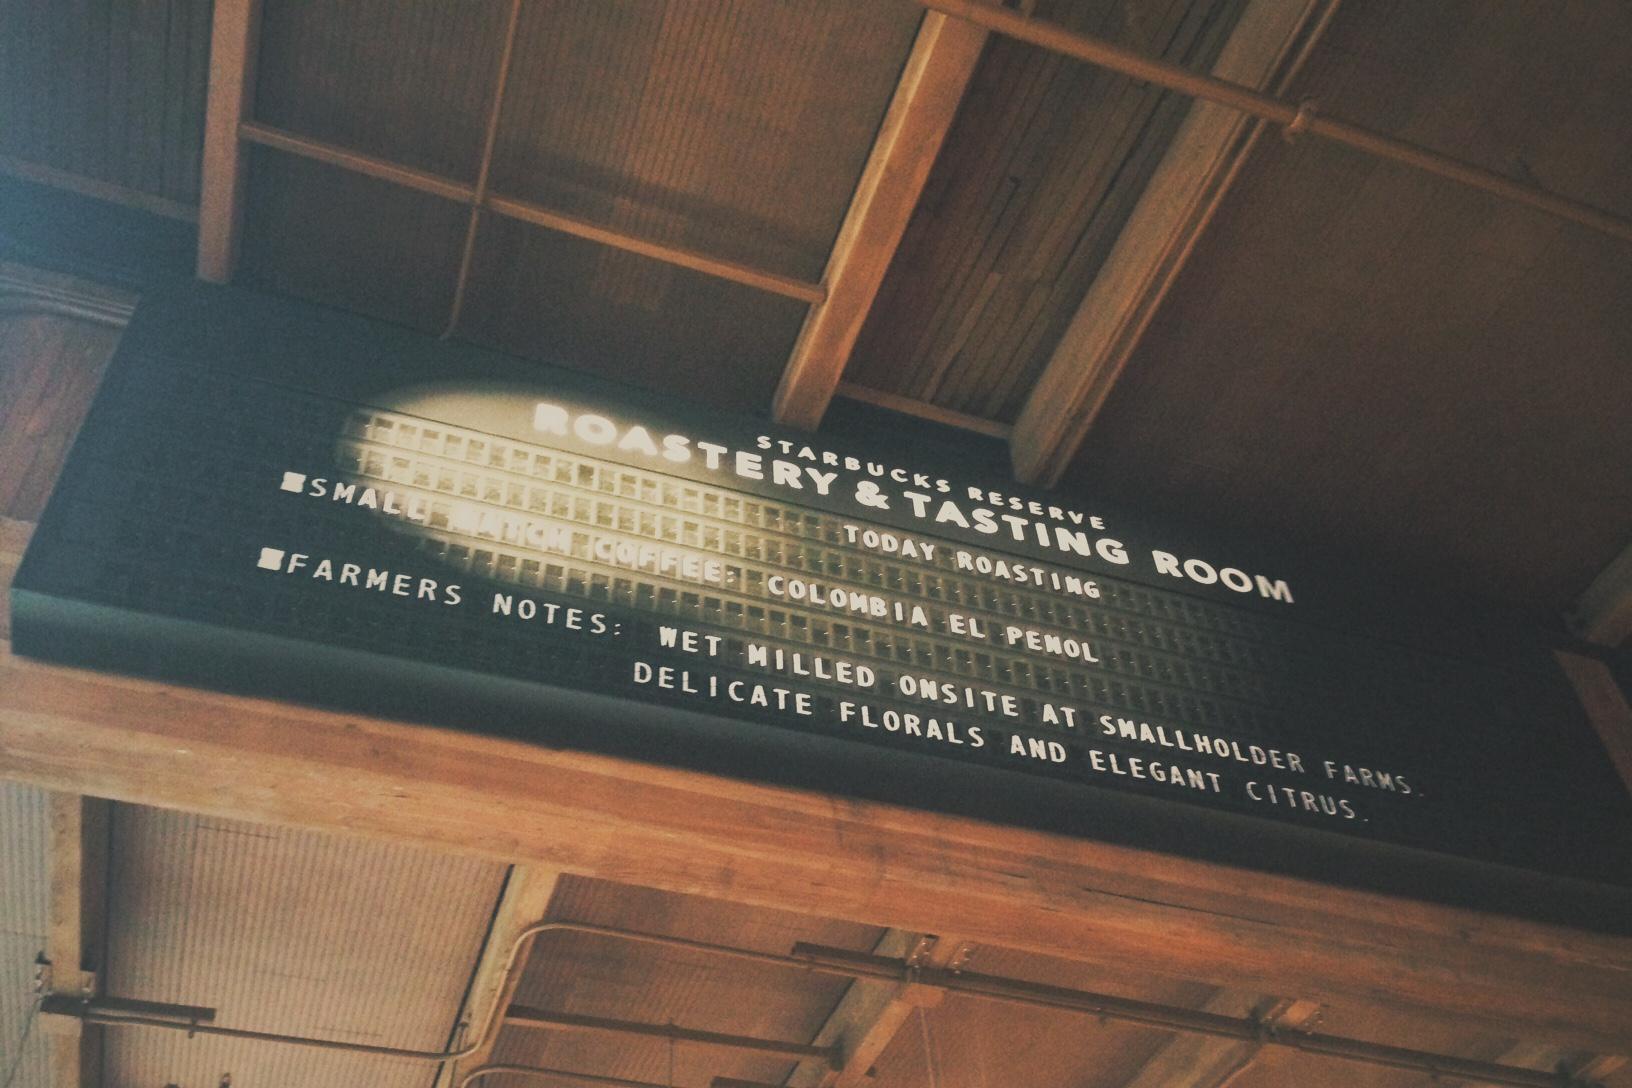 STARBUCKS RESERVE
ROASTERY & TASTING ROOM
TODAY ROASTING
SMALL BATCH COFFEE: COLOMBIA EL PENOL
FARMERS NOTES: WET MILLED ONSITE AT SMALLHOLDER FARMS.
DELICATE FLORALS AND ELEGANT CITRUS.